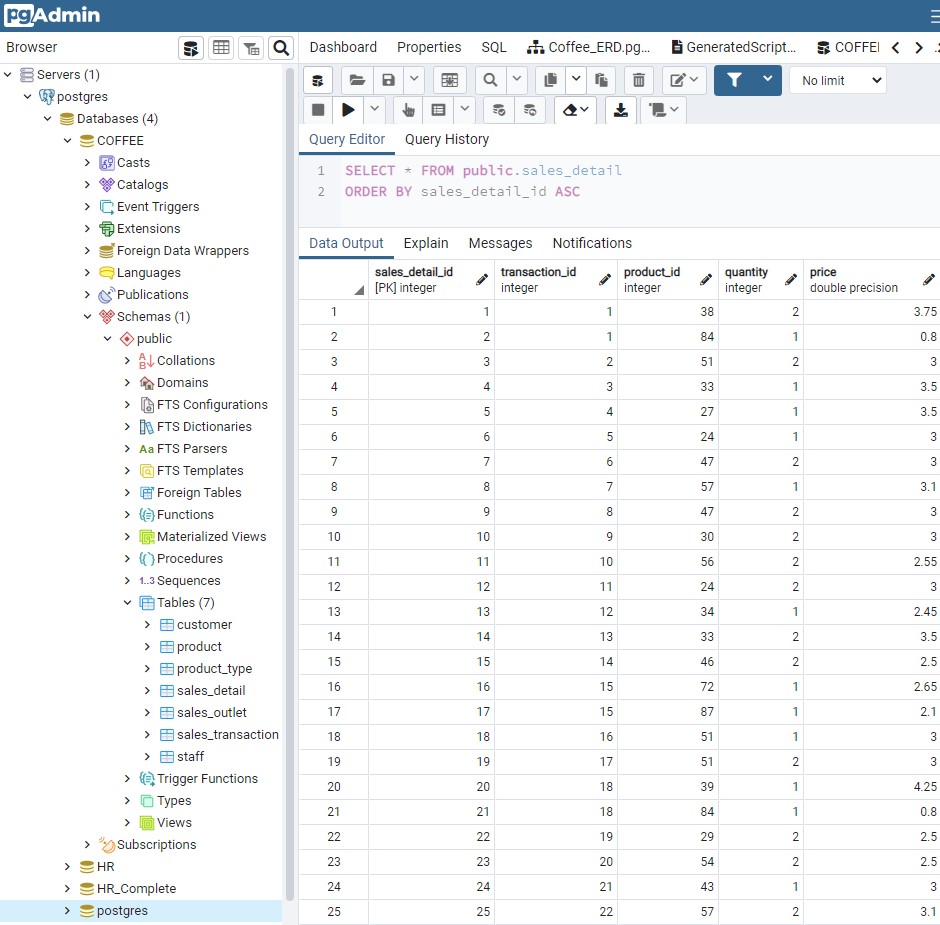 pgAdmin
Browser
Dashboard Properties SQL Coffee_ERD.pg... GeneratedScript... COFFEI
Servers (1)
postgres
Databases (4)
COFFEE
Casts
Catalogs
Event Triggers
Extensions
Foreign Data Wrappers
Languages
Publications
Schemas (1)
public
Collations
Domains
FTS Configurations
FTS Dictionaries
Aa FTS Parsers
FTS Templates
Foreign Tables
Functions
Materialized Views
Procedures
1..3 Sequences
Tables (7)
customer
product
product_type
sales_detail
sales_outlet
sales_transaction
staff
Trigger Functions
Types
Views
Subscriptions
HR
HR_Complete
postgres
No limit
Query Editor Query History
1 SELECT * FROM public.sales_detail
2 ORDER BY sales_detail_id ASC
Data Output Explain Messages Notifications
sales_detail_id transaction_id product_id quantity price
[PK] integer integer integer integer double precision
1 1 1 38 2 3.75
2 2 1 84 1 0.8
3 3 2 51 2 3
4 4 3 33 1 3.5
5 5 4 27 1 3.5
6 6 5 24 1 3
7 7 6 47 2 3
8 8 7 57 1 3.1
9 9 8 47 2 3
10 10 9 30 2 3
11 11 10 56 2 2.55
12 12 11 24 2 3
13 13 12 34 1 2.45
14 14 13 33 2 3.5
15 15 14 46 2 2.5
16 16 15 72 1 2.65
17 17 15 87 1 2.1
18 18 16 51 1 3
19 19 17 51 2 3
20 20 18 39 1 4.25
21 21 18 84 1 0.8
22 22 19 29 2 2.5
23 23 20 54 2 2.5
24 24 21 43 1 3
25 25 22 57 2 3.1